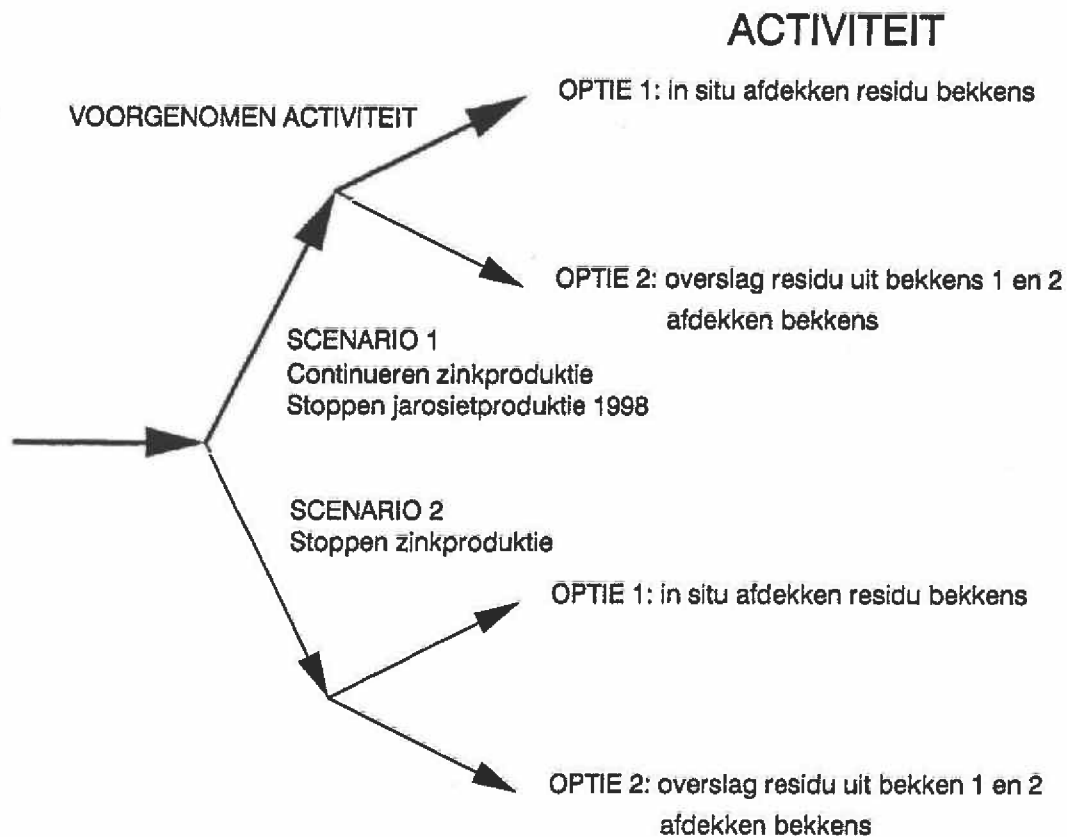 ACTIVITEIT
OPTIE 1: in situ afdekken residu bekkens
VOORGENOMEN ACTIVITEIT
OPTIE 2: overslag residu uit bekkens 1 en 2
afdekken bekkens
SCENARIO 1
Continueren zinkproduktie
Stoppen jarosietproduktie 1998
SCENARIO 2
Stoppen zinkproduktie
OPTIE 1: in situ afdekken residu bekkens
OPTIE 2: overslag residu uit bekken 1 en 2
afdekken bekkens